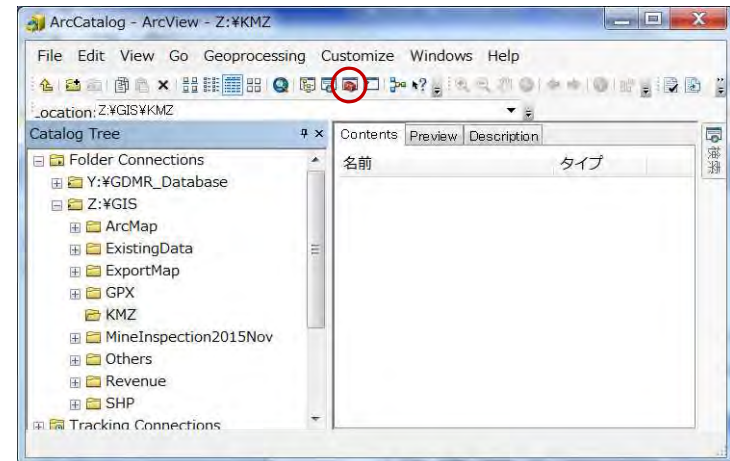 ArcCatalog - ArcView - Z:¥KMZ
File Edit View Go Geoprocessing Customize Windows Help
Location: Z:¥GIS¥KMZ
Catalog Tree
Contents Preview Description
Folder Connections
名前 タイプ
Y:¥GDMR_Database
Z:¥GIS
ArcMap
ExistingData
ExportMap
GPX
KMZ
MineInspection2015Nov
Others
Revenue
SHP
Tracking Connections